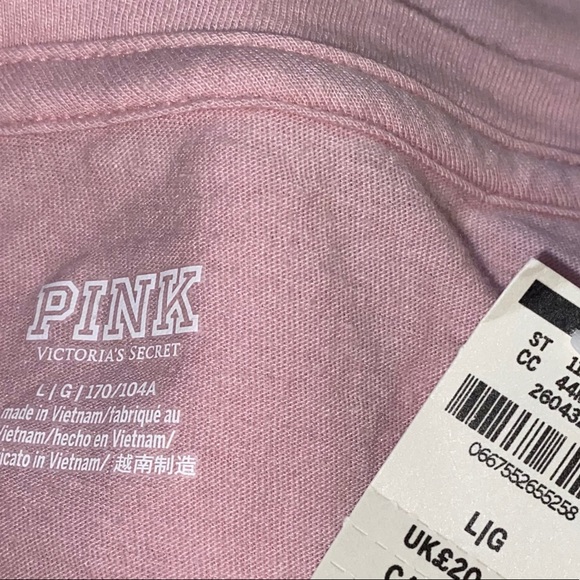 PINK
VICTORIA'S SECRET
L | G | 170/104A
made in Vietnam/fabriqué au
Vietnam/hecho en Vietnam/
in Vietnam/ 越南制造
ST
CC
0667552655258
L|G
UK£20